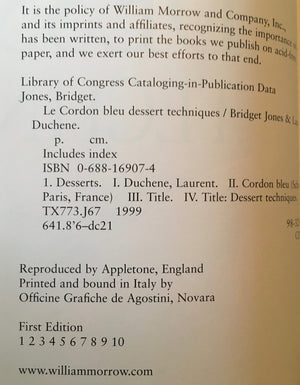 It is the policy of William Morrow and Company, Inc.,
and its imprints and affiliates, recognizing the importance
has been written, to print the books we publish on acid-free
paper, and we exert our best efforts to that end.
Library of Congress Cataloging-in-Publication Data
Jones, Bridget.
Le Cordon bleu dessert techniques / Bridget Jones &
Duchene.
p. cm.
Includes index
ISBN 0-688-16907-4
1. Desserts. I. Duchene, Laurent. II. Cordon bleu
Paris, France) III. Title. IV. Title: Dessert techniques.
TX773.J67 1999
641.8'6–dc21
Reproduced by Appletone, England
Printed and bound in Italy by
Officine Grafiche de Agostini, Novara
First Edition
1 2 3 4 5 6 7 8 9 10
www.williammorrow.com